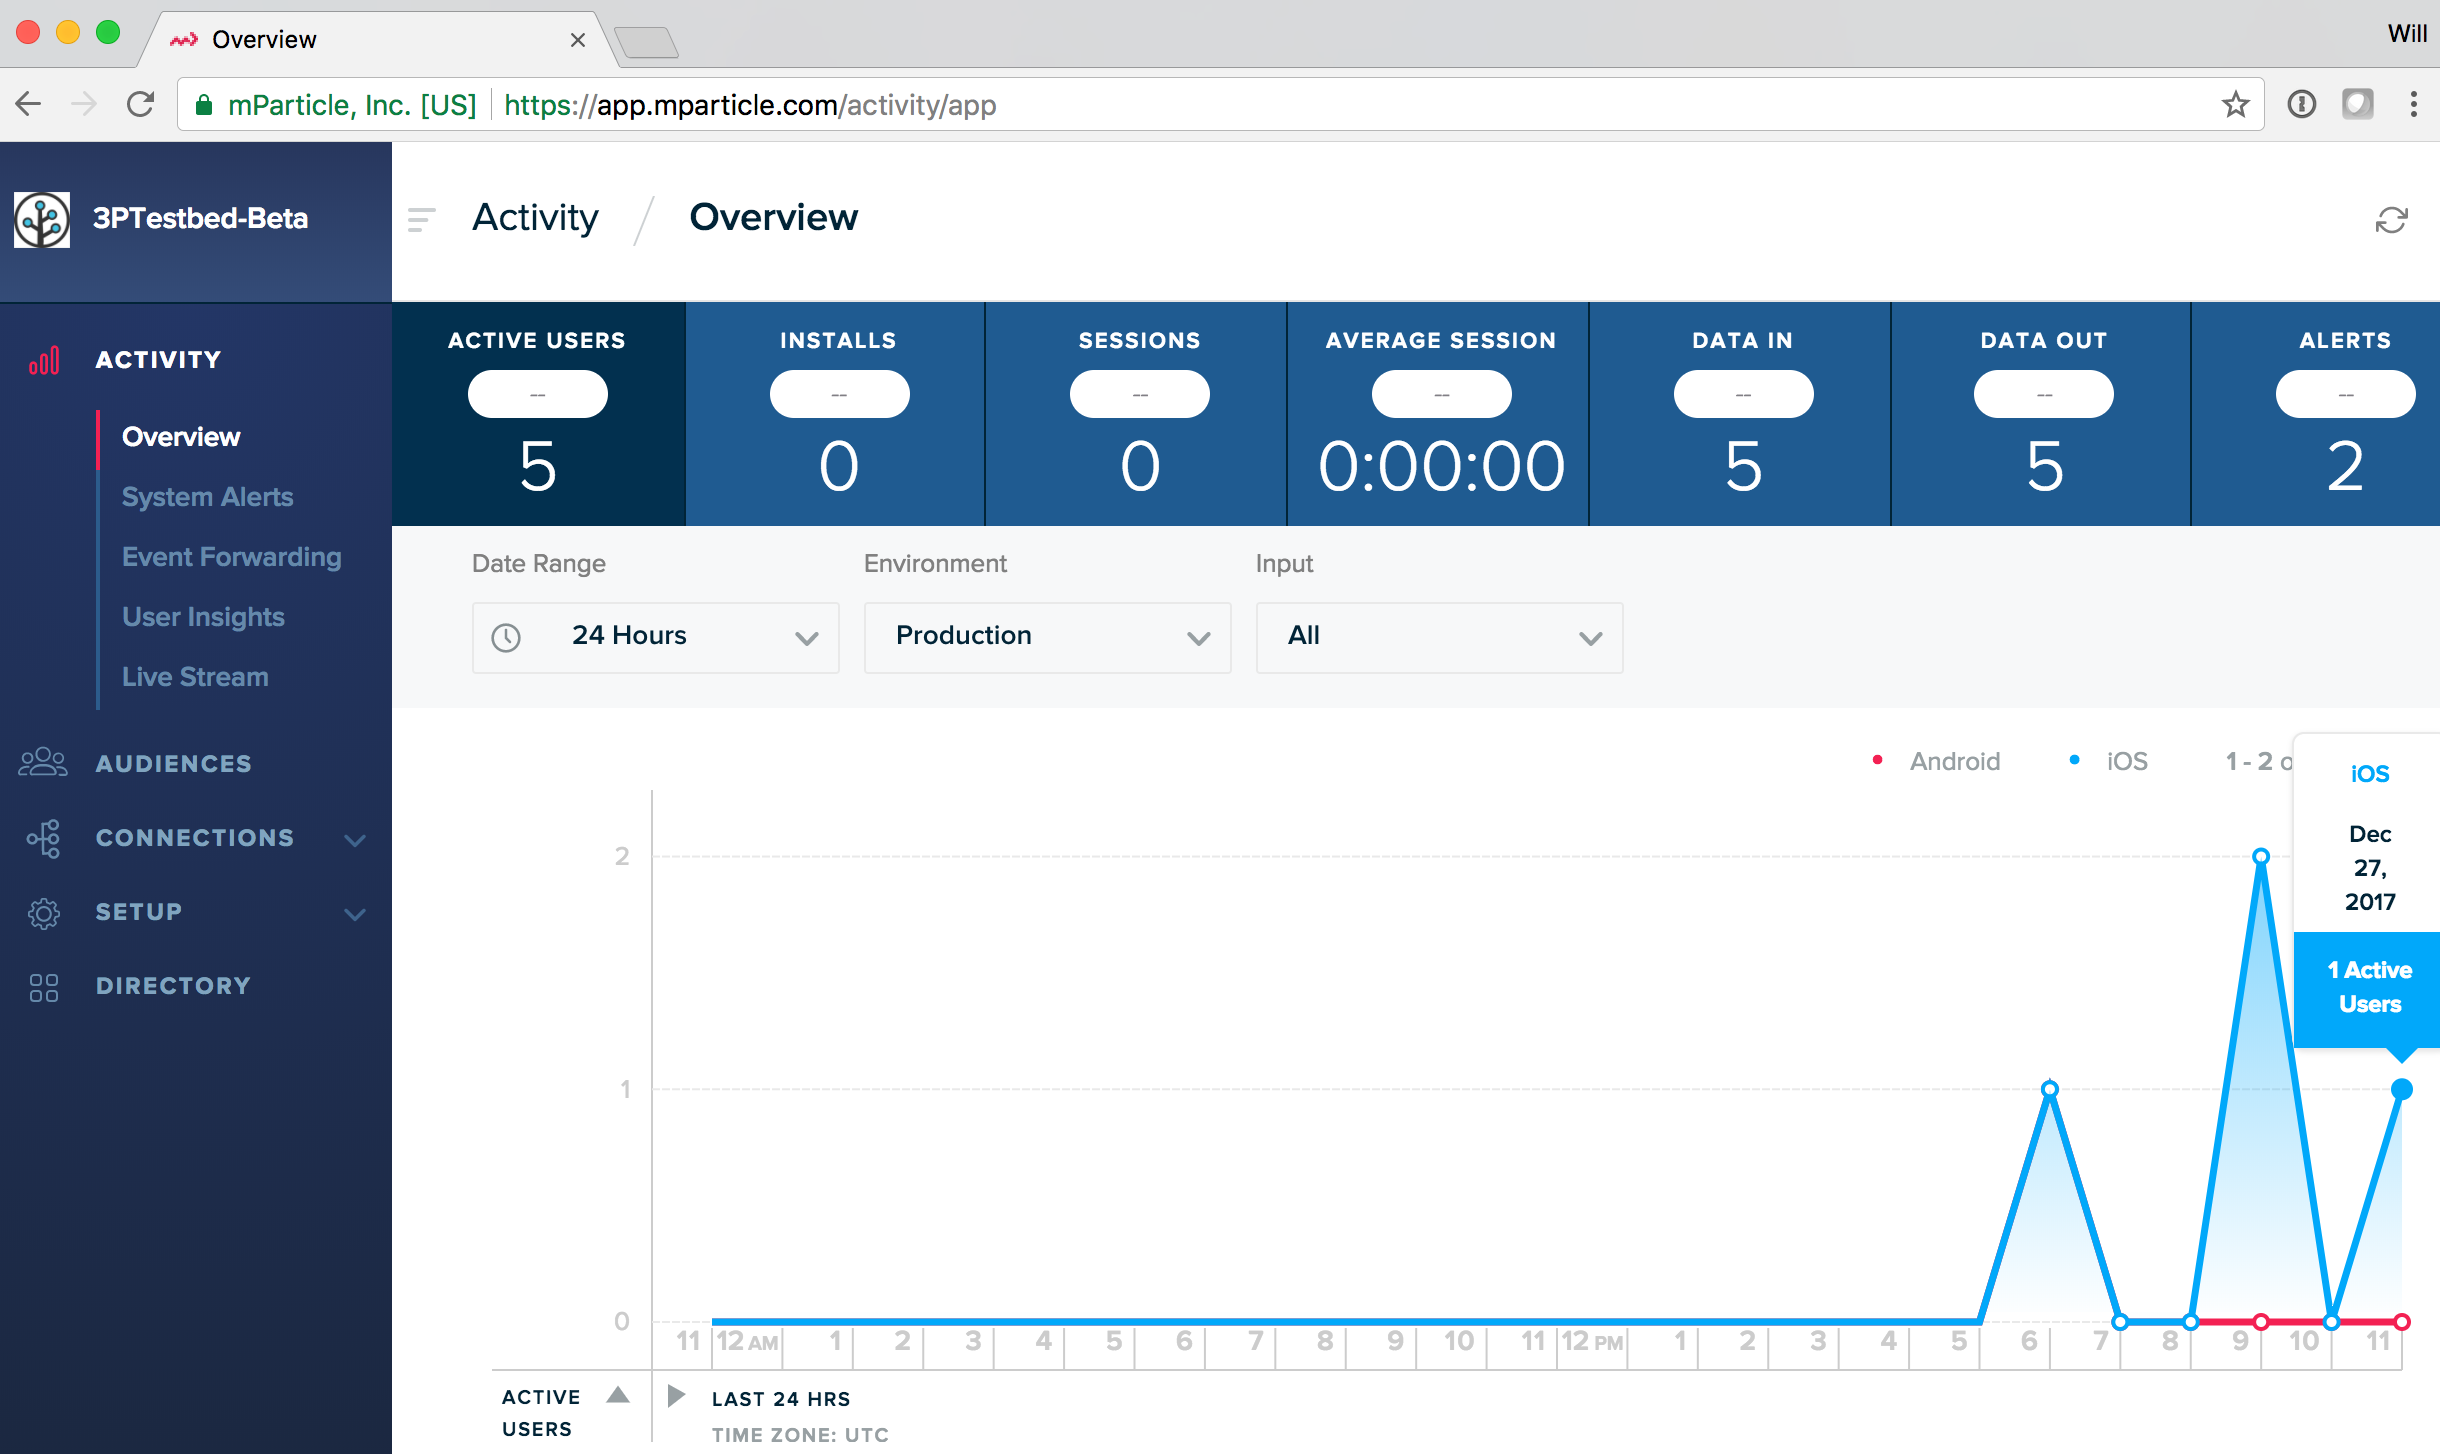 Overview
Will
mParticle, Inc. [US] https://app.mparticle.com/activity/app
3PTestbed-Beta
Activity / Overview
ACTIVITY
Overview
System Alerts
Event Forwarding
User Insights
Live Stream
AUDIENCES
CONNECTIONS
SETUP
DIRECTORY
ACTIVE USERS INSTALLS SESSIONS AVERAGE SESSION DATA IN DATA OUT ALERTS
-- -- -- -- -- -- --
5 0 0 0:00:00 5 5 2
Date Range Environment Input
24 Hours Production All
Android iOS 1 - 2
iOS
Dec
27,
2017
1 Active
Users
2
1
0
11 12 AM 1 2 3 4 5 6 7 8 9 10 11 12 PM 1 2 3 4 5 6 7 8 9 10 11
ACTIVE
USERS
LAST 24 HRS
TIME ZONE: UTC